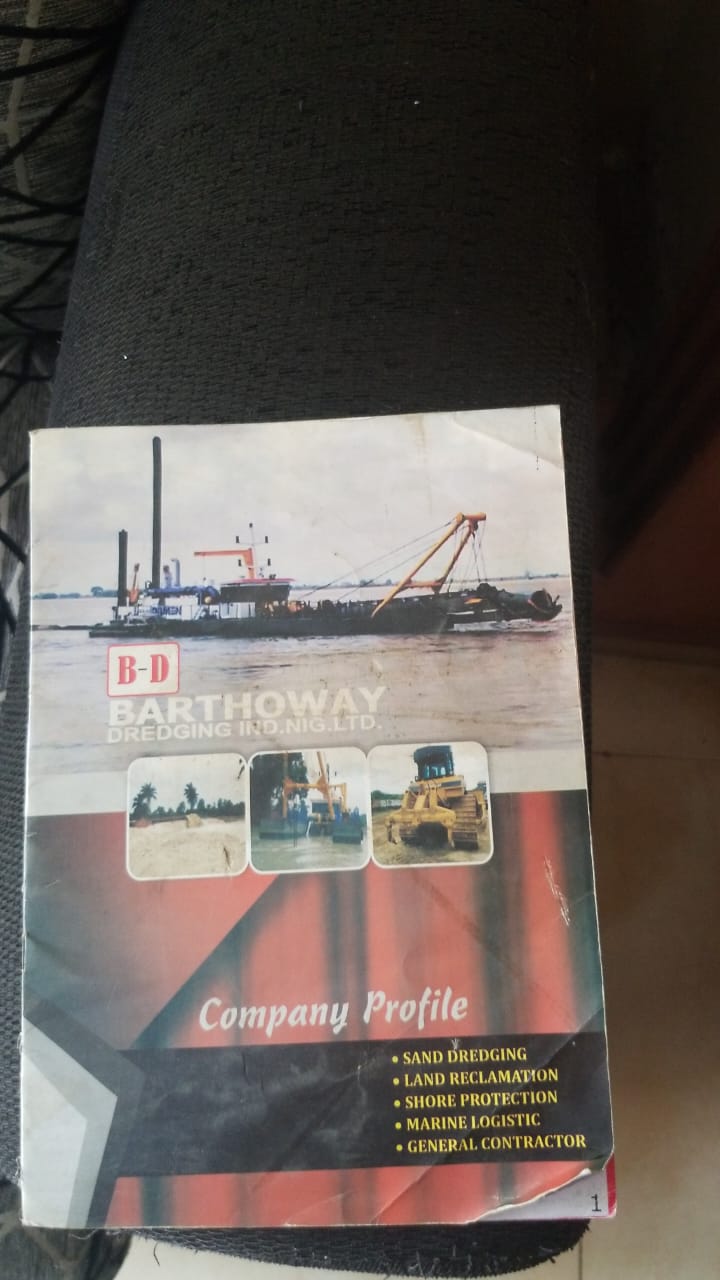 B-D
BARTHOWAY
DREDGING IND.NIG.LTD.
Company Profile
• SAND DREDGING
• LAND RECLAMATION
• SHORE PROTECTION
• MARINE LOGISTIC
• GENERAL CONTRACTOR
1